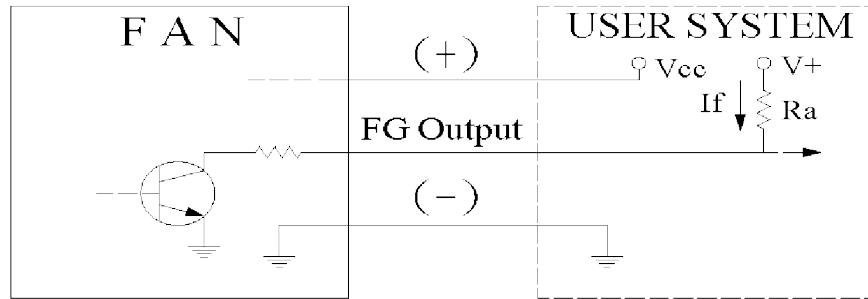 F A N
USER SYSTEM
(+)
Vcc
V+
If
Ra
FG Output
(-)